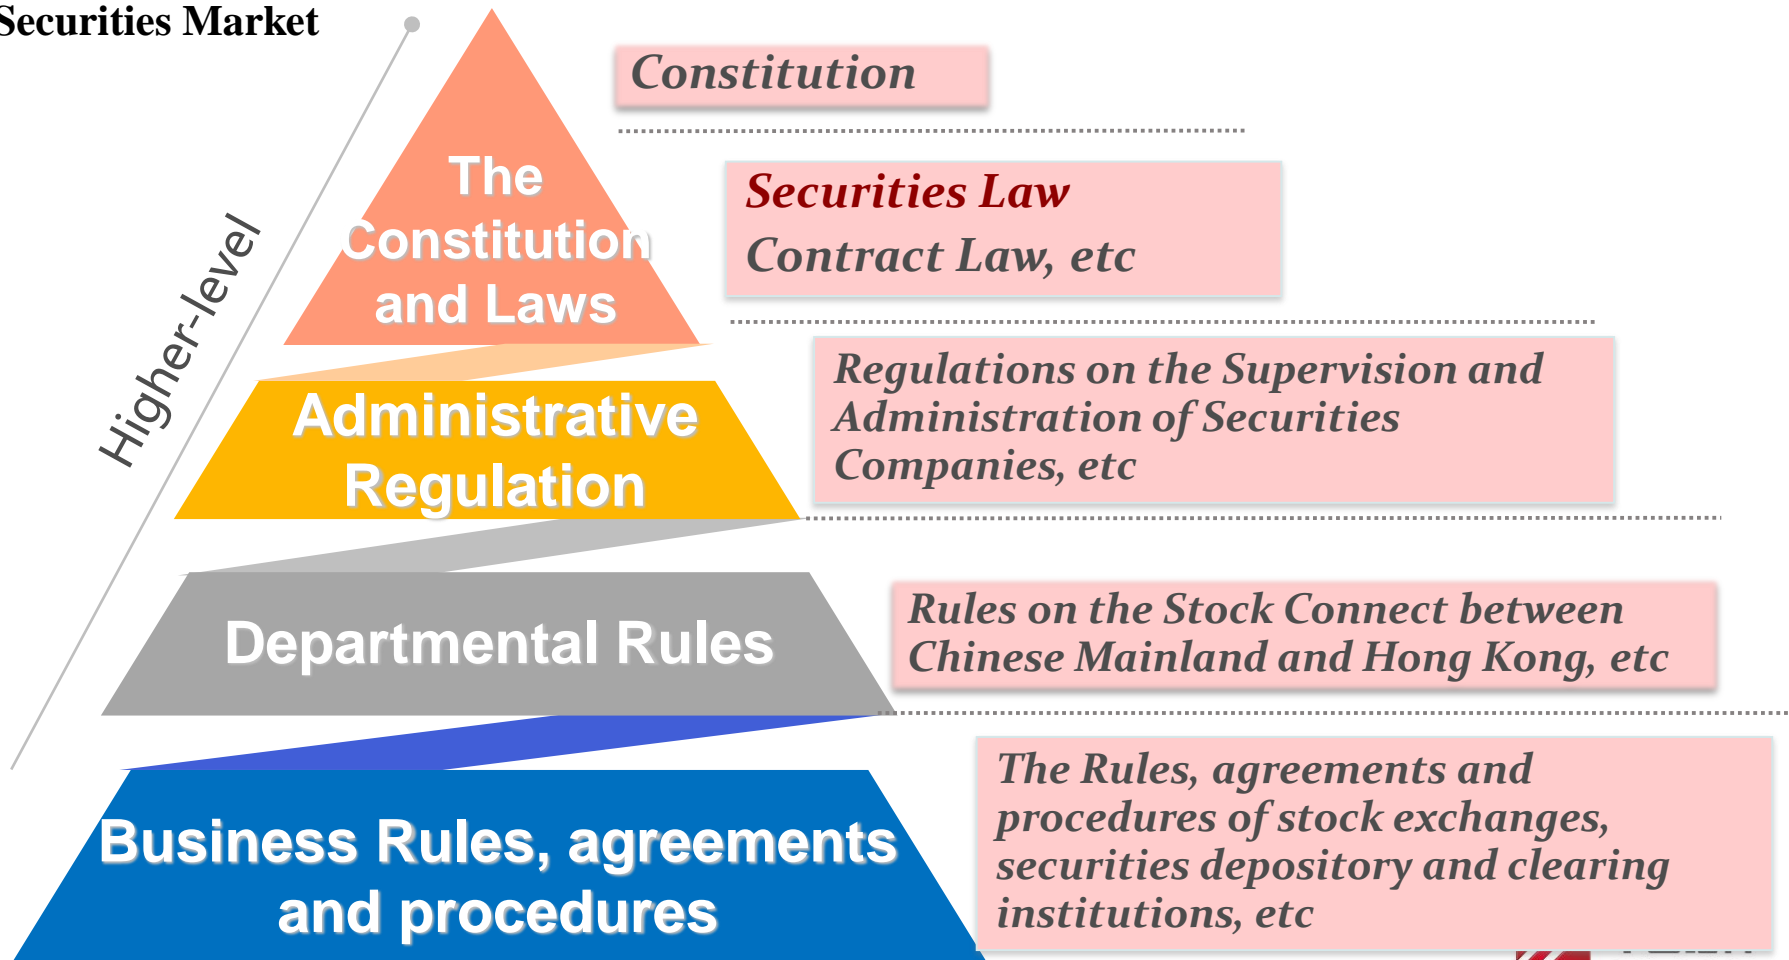 Securities Market
Higher-level
The
Constitution
and Laws
Constitution
Securities Law
Contract Law, etc
Administrative
Regulation
Regulations on the Supervision and
Administration of Securities
Companies, etc
Departmental Rules
Rules on the Stock Connect between
Chinese Mainland and Hong Kong, etc
Business Rules, agreements
and procedures
The Rules, agreements and
procedures of stock exchanges,
securities depository and clearing
institutions, etc